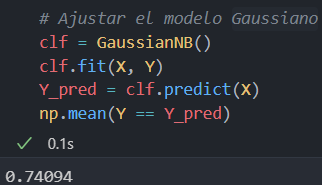 # Ajustar el modelo Gaussiano
clf = GaussianNB()
clf.fit(X, Y)
Y_pred = clf.predict(X)
np.mean(Y == Y_pred)
0.1s
0.74094